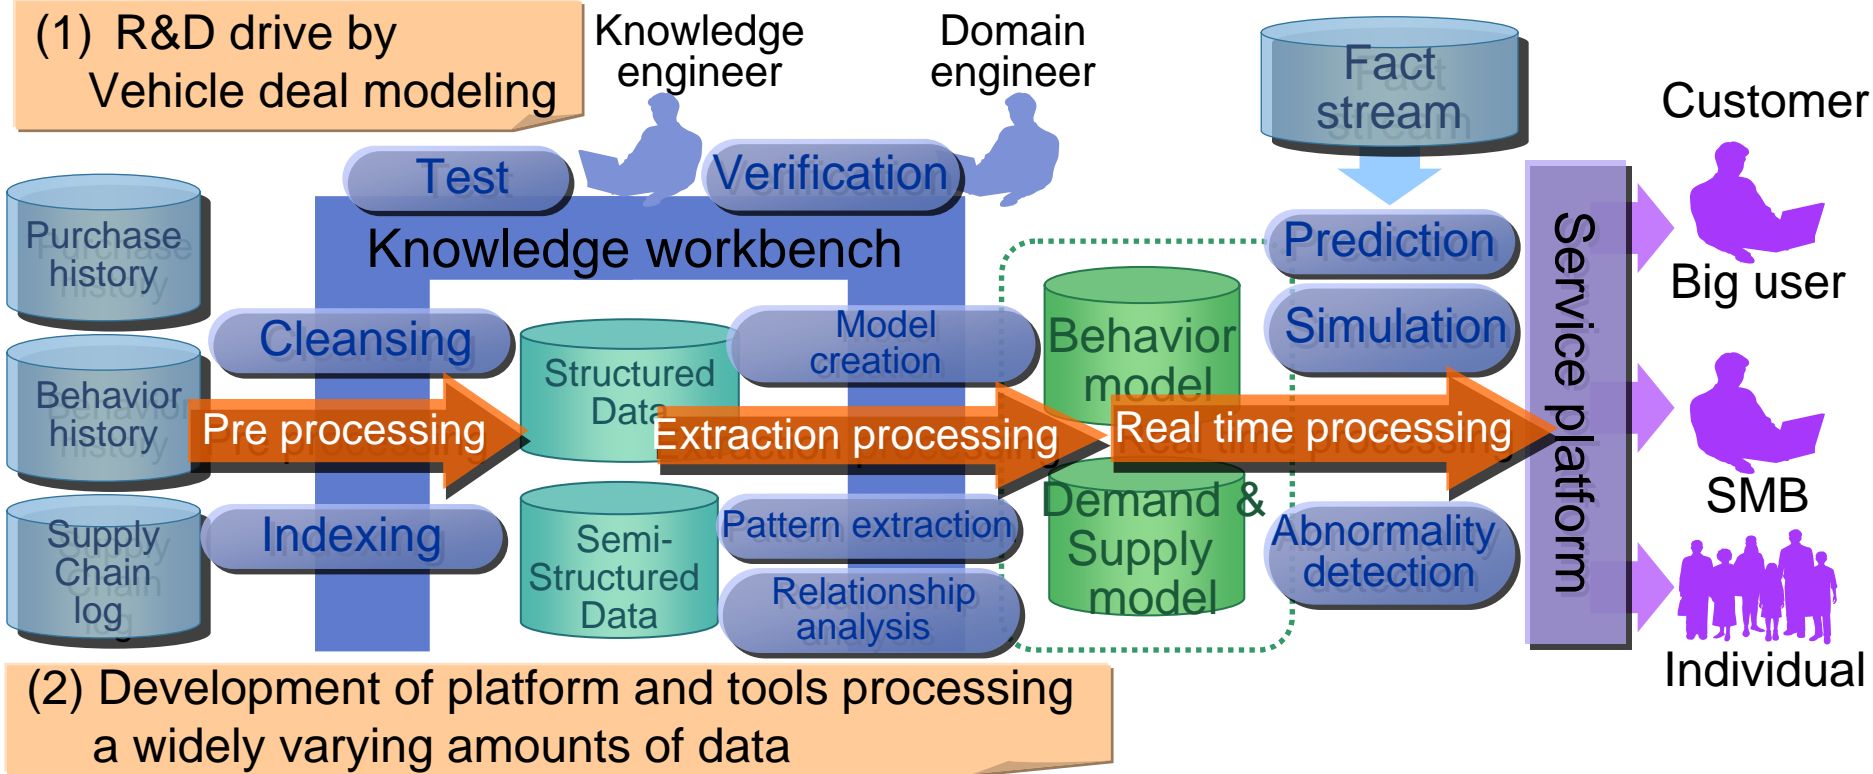 (1) R&D drive by
Vehicle deal modeling
Knowledge
engineer
Domain
engineer
Fact
stream
Customer
Test
Verification
Purchase
history
Knowledge workbench
Prediction
Big user
Cleansing
Model
creation
Simulation
Behavior
model
Structured
Data
Behavior
history
Pre processing
Extraction processing
Real time processing
Service platform
SMB
Supply
Chain
log
Indexing
Semi-
Structured
Data
Pattern extraction
Relationship
analysis
Demand &
Supply
model
Abnormality
detection
Individual
(2) Development of platform and tools processing
a widely varying amounts of data